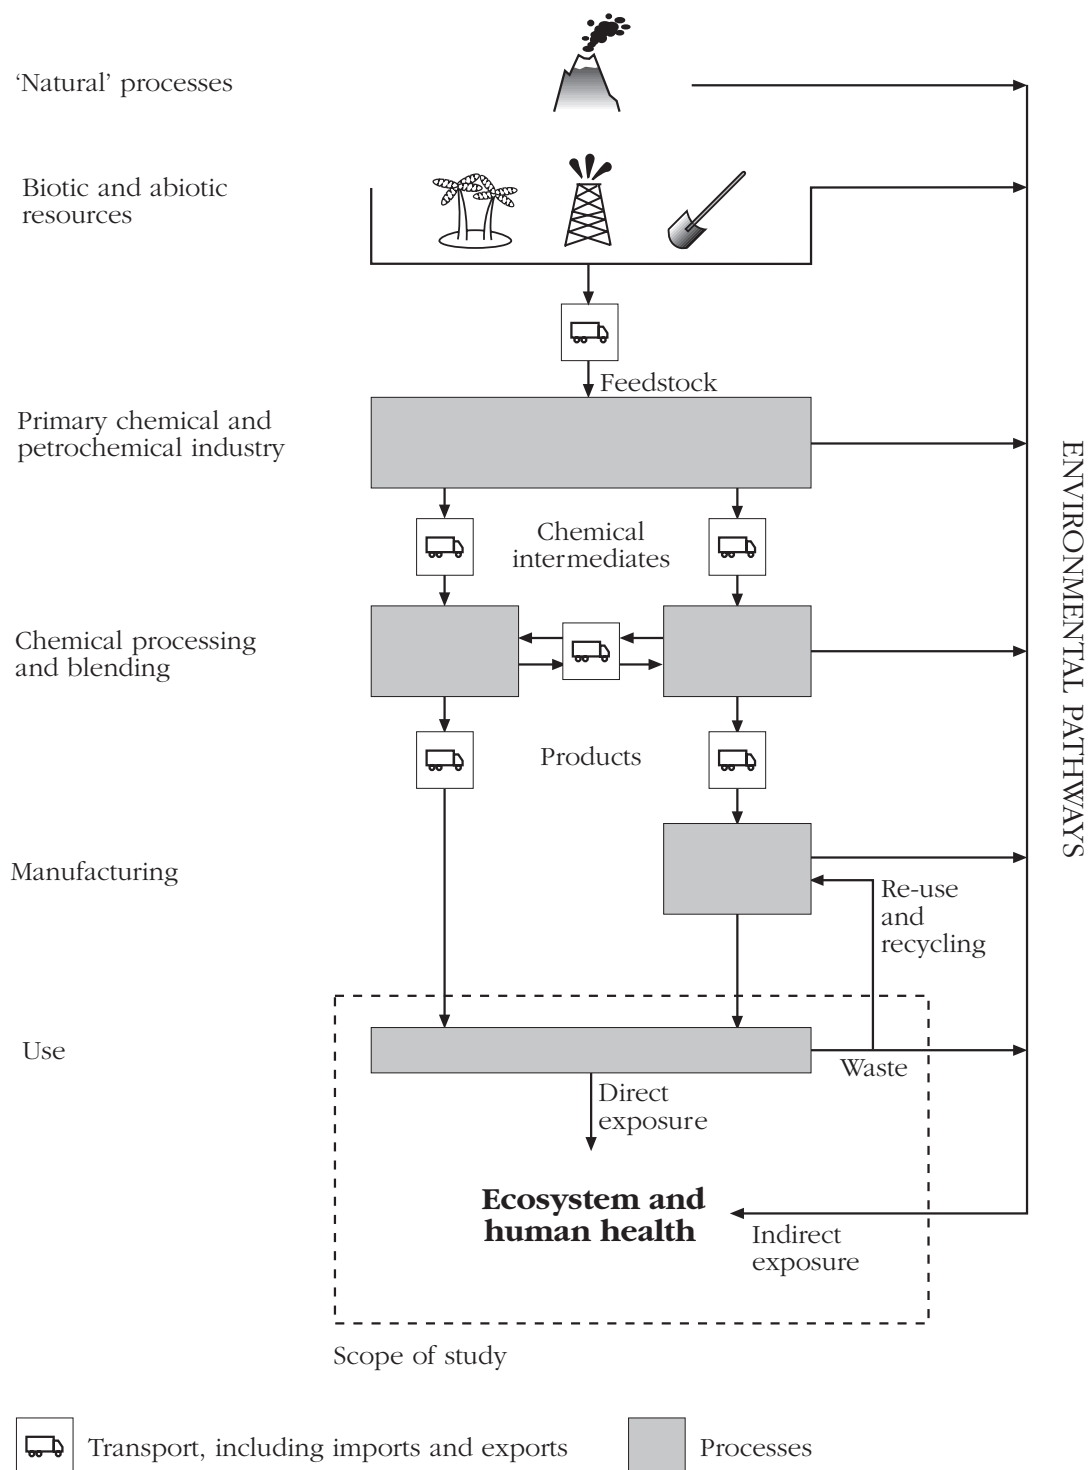 ‘Natural’ processes
Biotic and abiotic
resources
Feedstock
Primary chemical and
petrochemical industry
Chemical
intermediates
Chemical processing
and blending
Products
Manufacturing
Re-use
and
recycling
ENVIRONMENTAL PATHWAYS
Use
Waste
Direct
exposure
Ecosystem and
human health
Indirect
exposure
Scope of study
Transport, including imports and exports
Processes